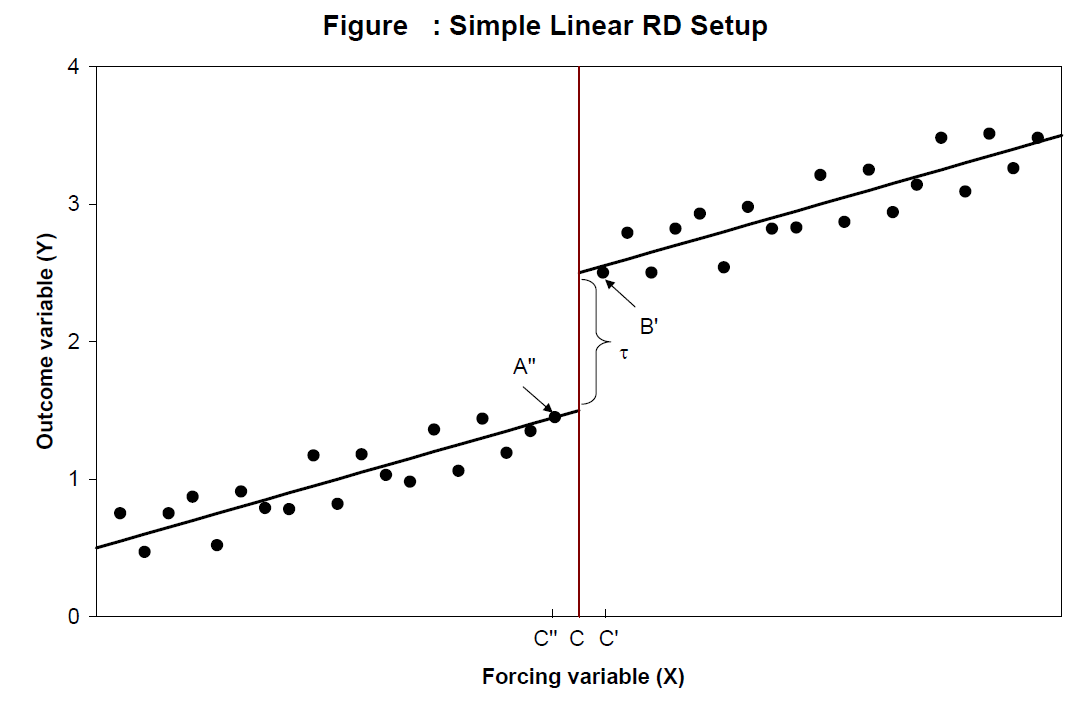 Figure : Simple Linear RD Setup
4
3
2
1
0
Outcome variable (Y)
A"
B'
τ
C" C C'
Forcing variable (X)